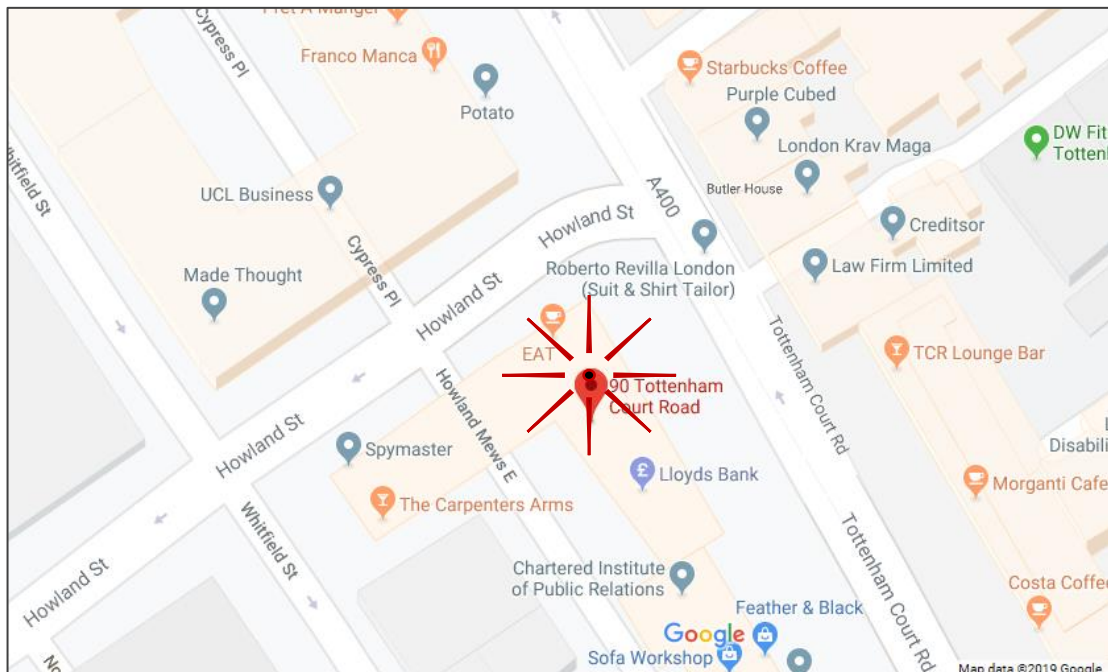 Pret A Manger
Cypress Pl
Franco Manca
Starbucks Coffee
Potato
Purple Cubed
DW Fit
Tottenh
London Krav Maga
Whitfield St
UCL Business
A400
Butler House
Howland St
Creditsor
Cypress Pl
Roberto Revilla London
(Suit & Shirt Tailor)
Law Firm Limited
Made Thought
Howland St
Tottenham Court Rd
EAT
TCR Lounge Bar
90 Tottenham
Court Road
Howland Mews E
Howland St
Spymaster
£
Lloyds Bank
L
Disabili
Morganti Cafe
The Carpenters Arms
Whitfield St
Tottenham Court Rd
Chartered Institute
of Public Relations
Costa Coffee
Howland St
Feather & Black
Google
Sofa Workshop
No
Map data ©2019 Google